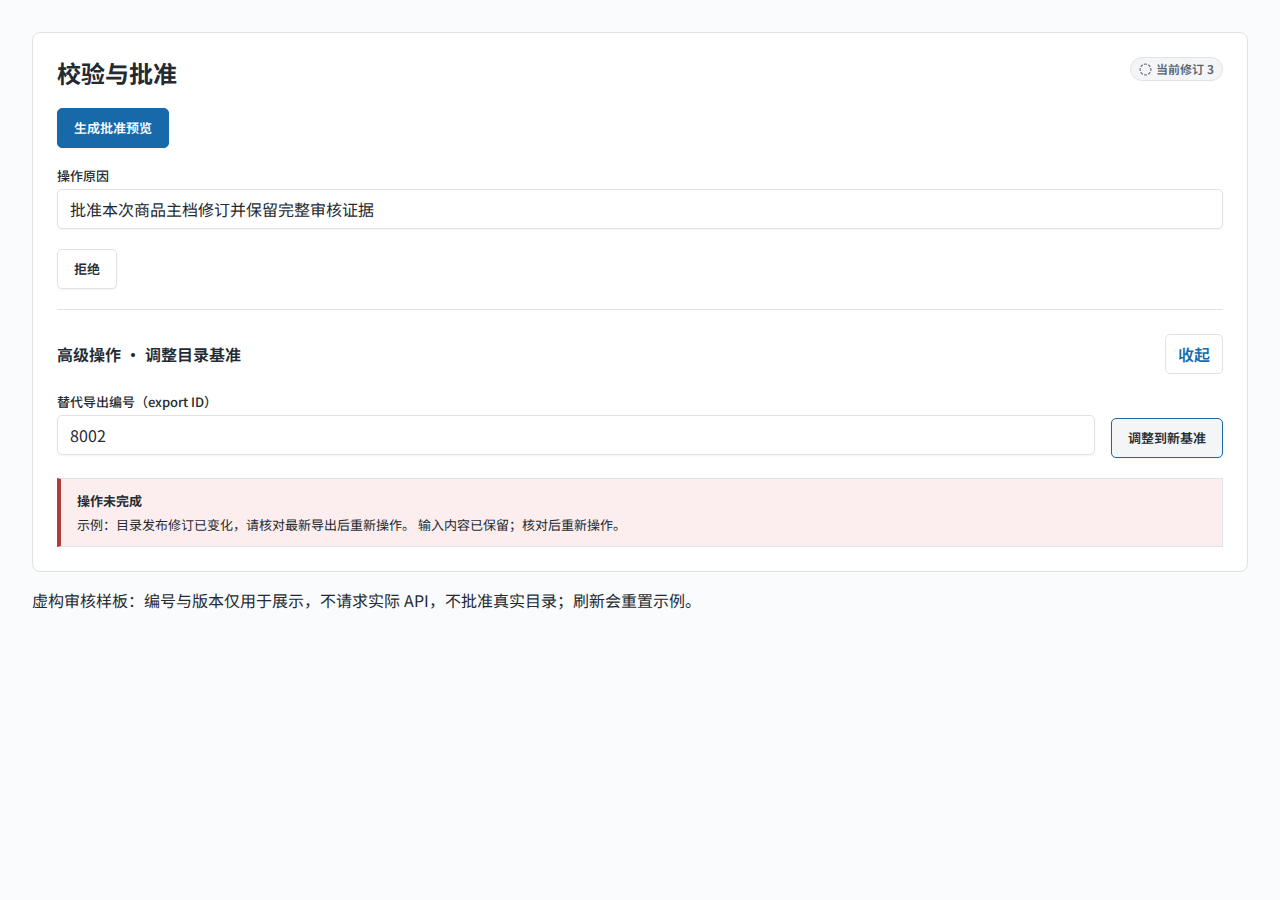 校验与批准
当前修订 3
生成批准预览
操作原因
批准本次商品主档修订并保留完整审核证据
拒绝
高级操作 · 调整目录基准
收起
替代导出编号（export ID）
8002
调整到新基准
操作未完成
示例：目录发布修订已变化，请核对最新导出后重新操作。 输入内容已保留；核对后重新操作。
虚构审核样板：编号与版本仅用于展示，不请求实际 API，不批准真实目录；刷新会重置示例。